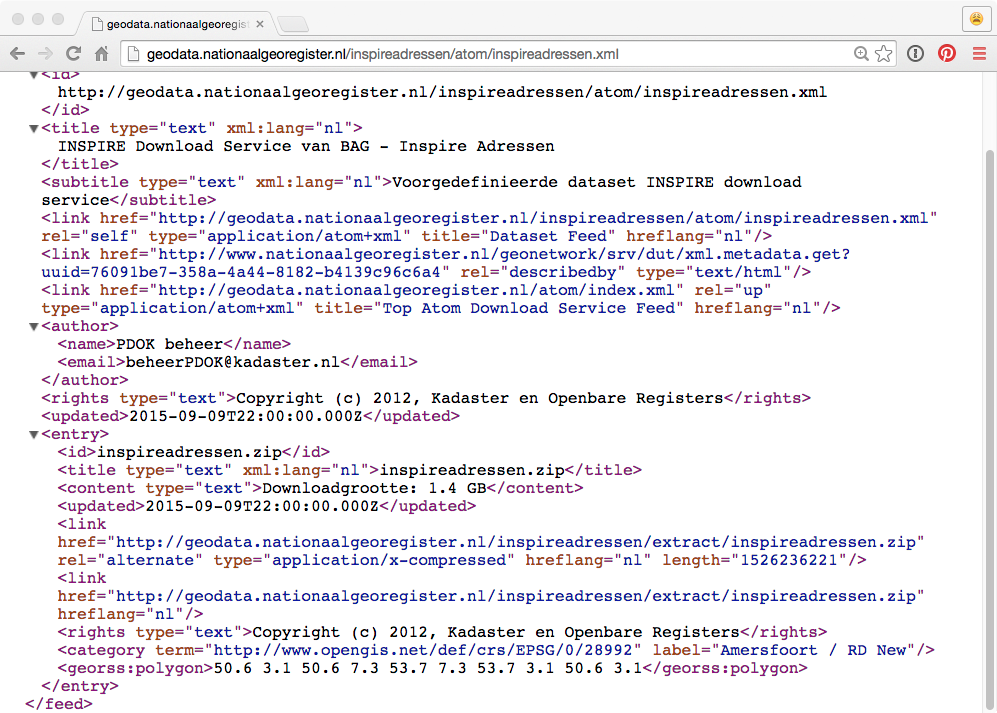 geodata.nationaalgeoregist
geodata.nationaalgeoregister.nl/inspireadressen/atom/inspireadressen.xml
▼<id>
http://geodata.nationaalgeoregister.nl/inspireadressen/atom/inspireadressen.xml
</id>
▼<title type="text" xml:lang="nl">
INSPIRE Download Service van BAG - Inspire Adressen
</title>
<subtitle type="text" xml:lang="nl">Voorgedefinieerde dataset INSPIRE download
service</subtitle>
<link href="http://geodata.nationaalgeoregister.nl/inspireadressen/atom/inspireadressen.xml"
rel="self" type="application/atom+xml" title="Dataset Feed" hreflang="nl"/>
<link href="http://www.nationaalgeoregister.nl/geonetwork/srv/dut/xml.metadata.get?
uuid=76091be7-358a-4a44-8182-b4139c96c6a4" rel="describedby" type="text/html"/>
<link href="http://geodata.nationaalgeoregister.nl/atom/index.xml" rel="up"
type="application/atom+xml" title="Top Atom Download Service Feed" hreflang="nl"/>
▼<author>
<name>PDOK beheer</name>
<email>beheerPDOK@kadaster.nl</email>
</author>
<rights type="text">Copyright (c) 2012, Kadaster en Openbare Registers</rights>
<updated>2015-09-09T22:00:00.000Z</updated>
▼<entry>
<id>inspireadressen.zip</id>
<title type="text" xml:lang="nl">inspireadressen.zip</title>
<content type="text">Downloadgrootte: 1.4 GB</content>
<updated>2015-09-09T22:00:00.000Z</updated>
<link
href="http://geodata.nationaalgeoregister.nl/inspireadressen/extract/inspireadressen.zip"
rel="alternate" type="application/x-compressed" hreflang="nl" length="1526236221"/>
<link
href="http://geodata.nationaalgeoregister.nl/inspireadressen/extract/inspireadressen.zip"
hreflang="nl"/>
<rights type="text">Copyright (c) 2012, Kadaster en Openbare Registers</rights>
<category term="http://www.opengis.net/def/crs/EPSG/0/28992" label="Amersfoort / RD New"/>
<georss:polygon>50.6 3.1 50.6 7.3 53.7 7.3 53.7 3.1 50.6 3.1</georss:polygon>
</entry>
</feed>